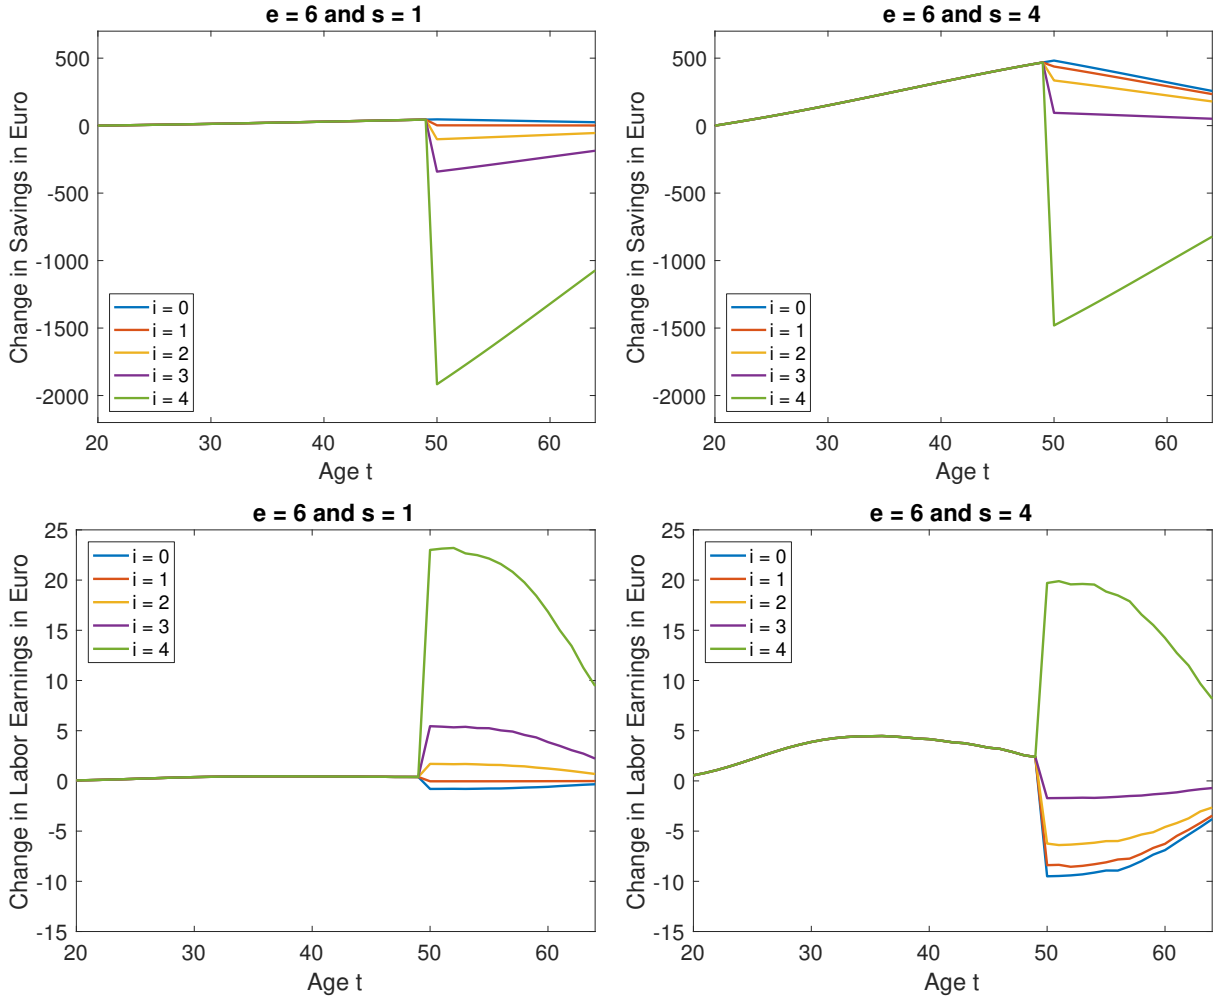 e = 6 and s = 1
500
0
-500
-1000
-1500
-2000
Change in Savings in Euro
i = 0
i = 1
i = 2
i = 3
i = 4
20 30 40 50 60
Age t
e = 6 and s = 4
500
0
-500
-1000
-1500
-2000
Change in Savings in Euro
i = 0
i = 1
i = 2
i = 3
i = 4
20 30 40 50 60
Age t
e = 6 and s = 1
25
20
15
10
5
0
-5
-10
-15
Change in Labor Earnings in Euro
i = 0
i = 1
i = 2
i = 3
i = 4
20 30 40 50 60
Age t
e = 6 and s = 4
25
20
15
10
5
0
-5
-10
-15
Change in Labor Earnings in Euro
i = 0
i = 1
i = 2
i = 3
i = 4
20 30 40 50 60
Age t